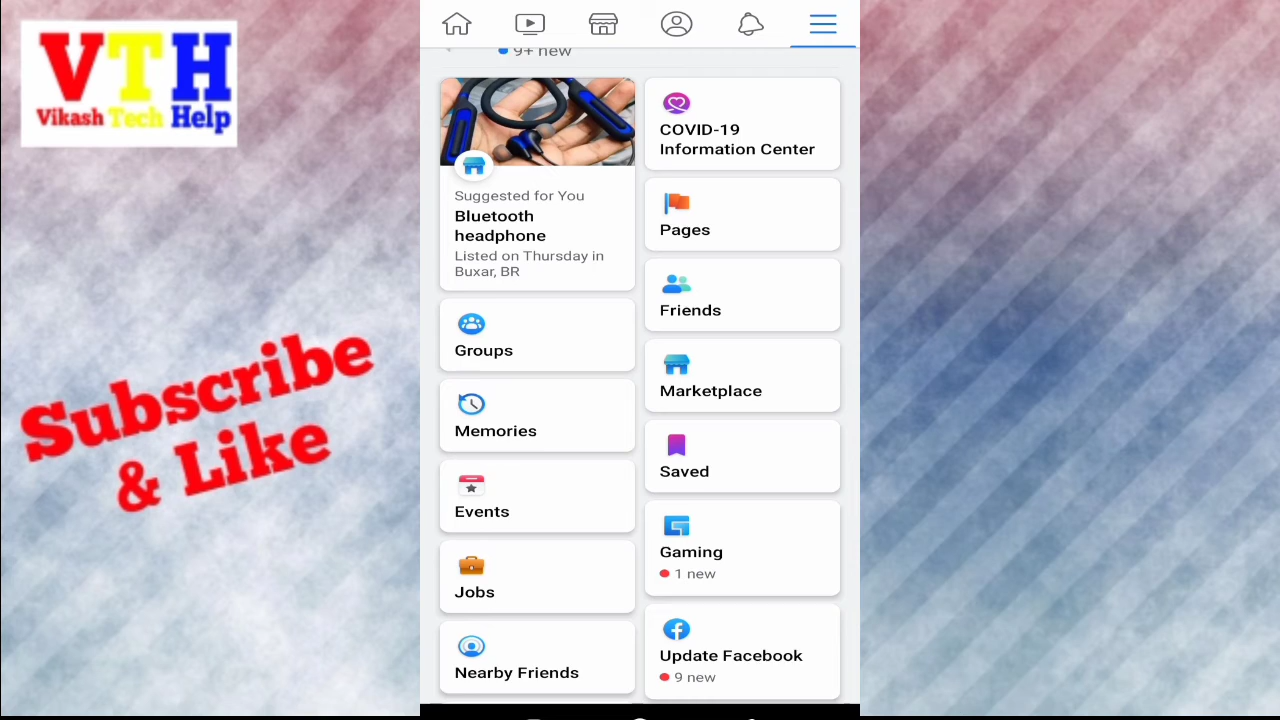 VTH
Vikash Tech Help
Subscribe
& Like
9+ new
Suggested for You
Bluetooth
headphone
Listed on Thursday in
Buxar, BR
Groups
Memories
Events
Jobs
Nearby Friends
COVID-19
Information Center
Pages
Friends
Marketplace
Saved
Gaming
1 new
Update Facebook
9 new